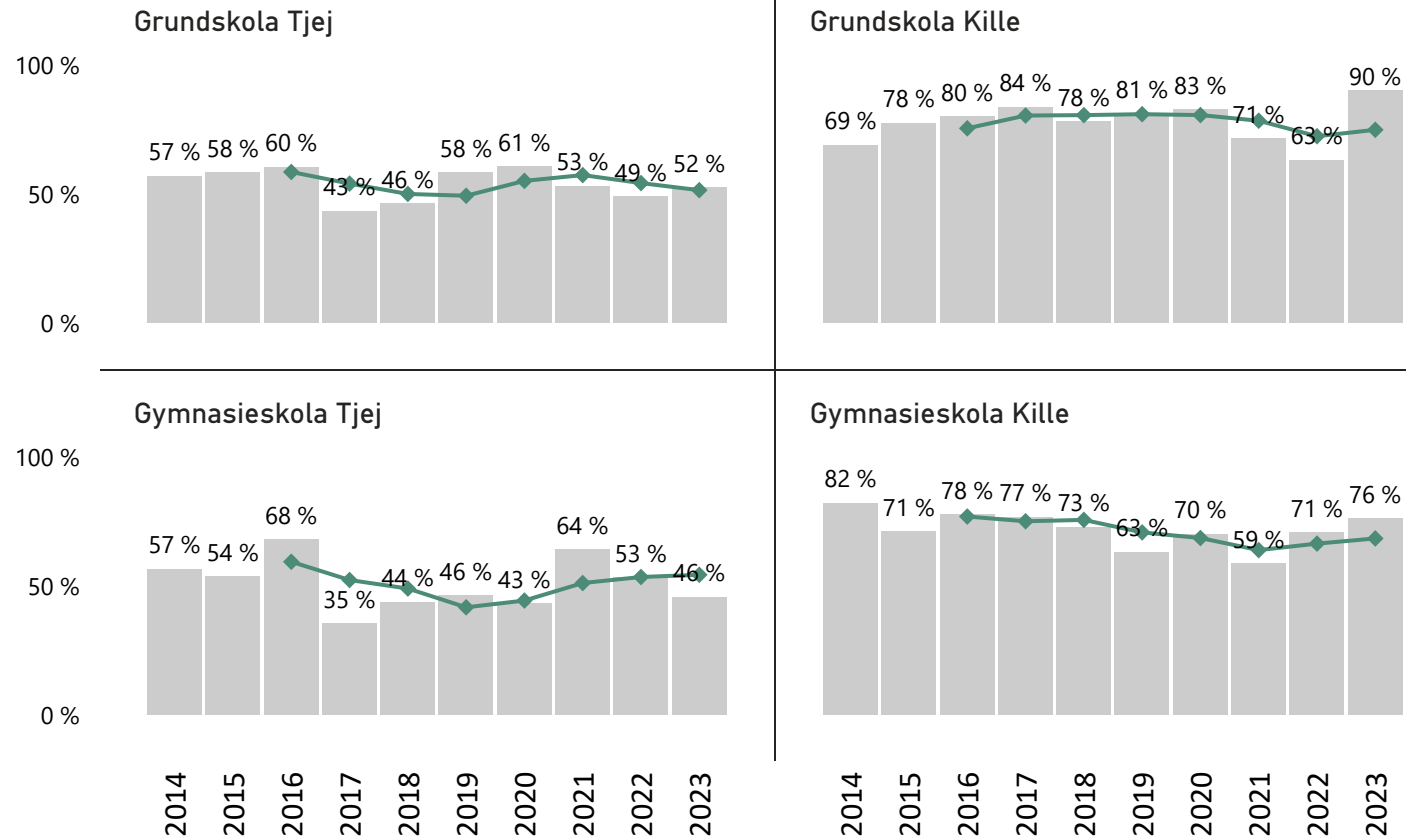 Grundskola Tjej
100 %
50 %
0 %
57 % 58 % 60 % 43 % 46 % 58 % 61 % 53 % 49 % 52 %
Grundskola Kille
69 % 78 % 80 % 84 % 78 % 81 % 83 % 71 % 63 % 90 %
Gymnasieskola Tjej
100 %
50 %
0 %
57 % 54 % 68 % 35 % 44 % 46 % 43 % 64 % 53 % 46 %
Gymnasieskola Kille
82 % 71 % 78 % 77 % 73 % 63 % 70 % 59 % 71 % 76 %
2014 2015 2016 2017 2018 2019 2020 2021 2022 2023
2014 2015 2016 2017 2018 2019 2020 2021 2022 2023